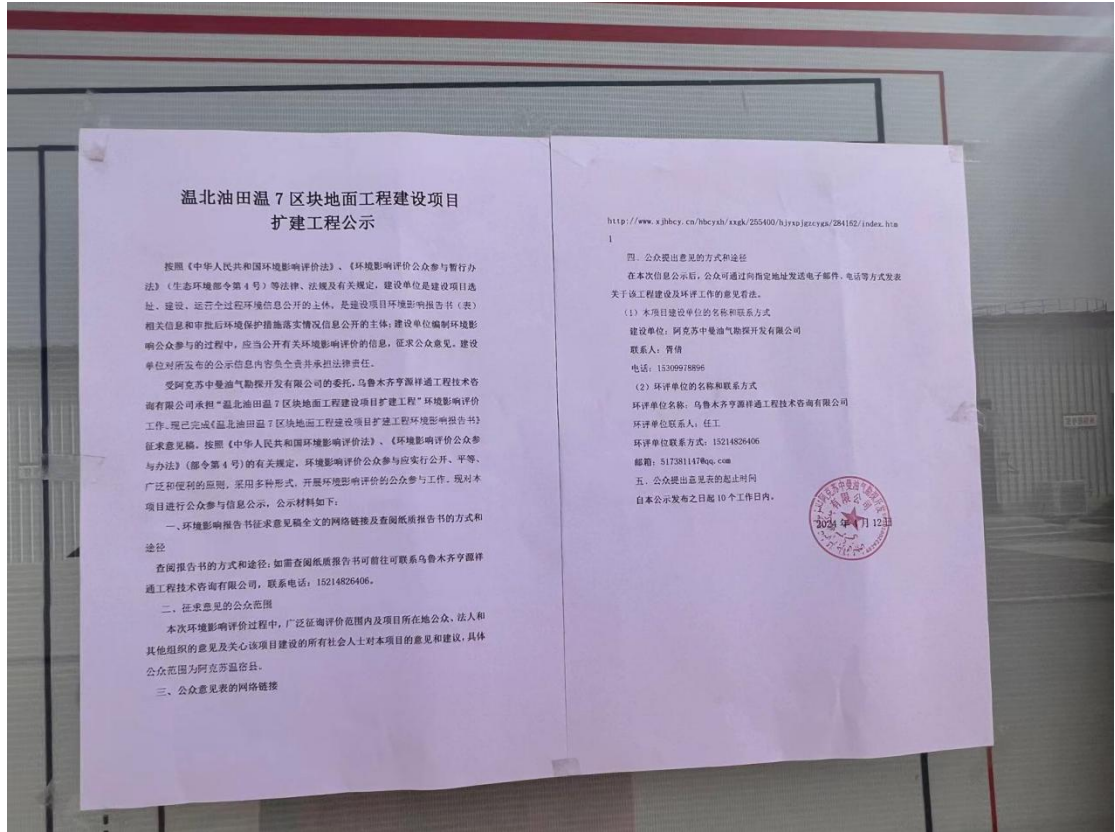 温北油田温 7 区块地面工程建设项目
扩建工程公示
按照《中华人民共和国环境影响评价法》、《环境影响评价公众参与暂行办
法》（生态环境部令第 4 号）等法律、法规及有关规定，建设单位是建设项目选
址、建设、运营全过程环境信息公开的主体，是建设项目环境影响报告书（表）
相关信息和审批后环境保护措施落实情况信息公开的主体；建设单位编制环境影
响公众参与的过程中，应当公开有关环境影响评价的信息，征求公众意见。建设
单位对所发布的公示信息内容负全责并承担法律责任。
受阿克苏中曼油气勘探开发有限公司的委托，乌鲁木齐亨源祥通工程技术咨
询有限公司承担“温北油田温 7 区块地面工程建设项目扩建工程”环境影响评价
工作。现已完成《温北油田温 7 区块地面工程建设项目扩建工程环境影响报告书》
征求意见稿。按照《中华人民共和国环境影响评价法》、《环境影响评价公众参
与办法》（部令第 4 号)的有关规定，环境影响评价公众参与应实行公开、平等、
广泛和便利的原则，采用多种形式，开展环境影响评价的公众参与工作。现对本
项目进行公众参与信息公示，公示材料如下：
一、环境影响报告书征求意见稿全文的网络链接及查阅纸质报告书的方式和
途径
查阅报告书的方式和途径：如需查阅纸质报告书可前往可联系乌鲁木齐亨源祥
通工程技术咨询有限公司，联系电话：15214826406。
二、征求意见的公众范围
本次环境影响评价过程中，广泛征询评价范围内及项目所在地公众、法人和
其他组织的意见及关心该项目建设的所有社会人士对本项目的意见和建议，具体
公众范围为阿克苏温宿县。
三、公众意见表的网络链接
http://www.xjhbcy.cn/hbcyxh/xxgk/255400/hjyxpjgzcygs/284162/index.htm
l
四、公众提出意见的方式和途径
在本次信息公示后，公众可通过向指定地址发送电子邮件、电话等方式发表
关于该工程建设及环评工作的意见看法。
（1）本项目建设单位的名称和联系方式
建设单位：阿克苏中曼油气勘探开发有限公司
联系人：胥倩
电话：15309978896
（2）环评单位的名称和联系方式
环评单位名称：乌鲁木齐亨源祥通工程技术咨询有限公司
环评单位联系人：任工
环评单位联系方式：15214826406
邮箱：517381147@qq.com
五、公众提出意见表的起止时间
自本公示发布之日起 10 个工作日内。
阿克苏中曼油气勘探开发
有限公司
2024 年 4 月 12 日